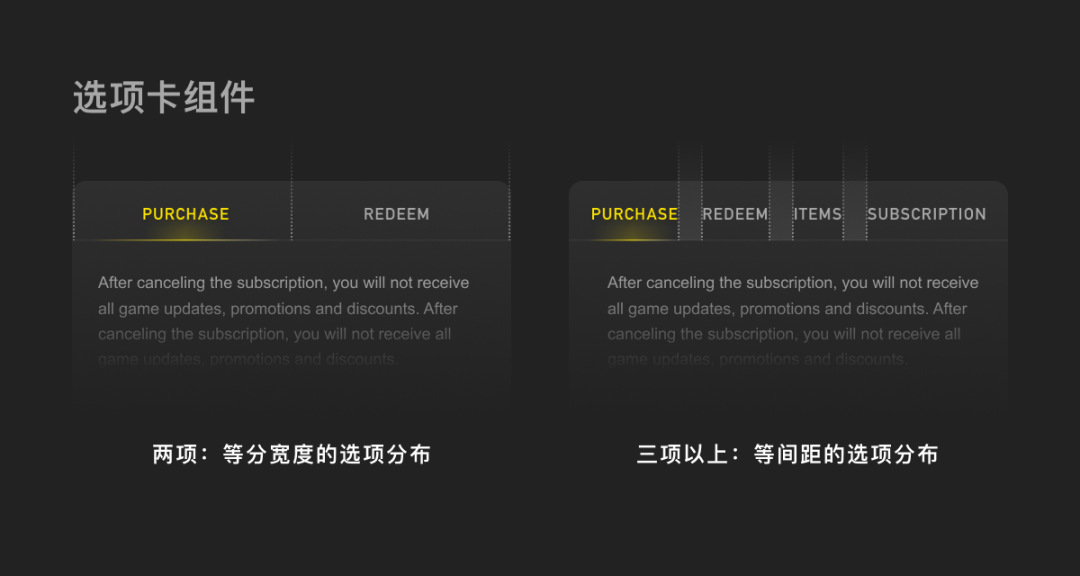 选项卡组件
PURCHASE
REDEEM
After canceling the subscription, you will not receive
all game updates, promotions and discounts. After
canceling the subscription, you will not receive all
game updates, promotions and discounts.
两项：等分宽度的选项分布
PURCHASE
REDEEM
ITEMS
SUBSCRIPTION
After canceling the subscription, you will not receive
all game updates, promotions and discounts. After
canceling the subscription, you will not receive all
game updates, promotions and discounts.
三项以上：等间距的选项分布